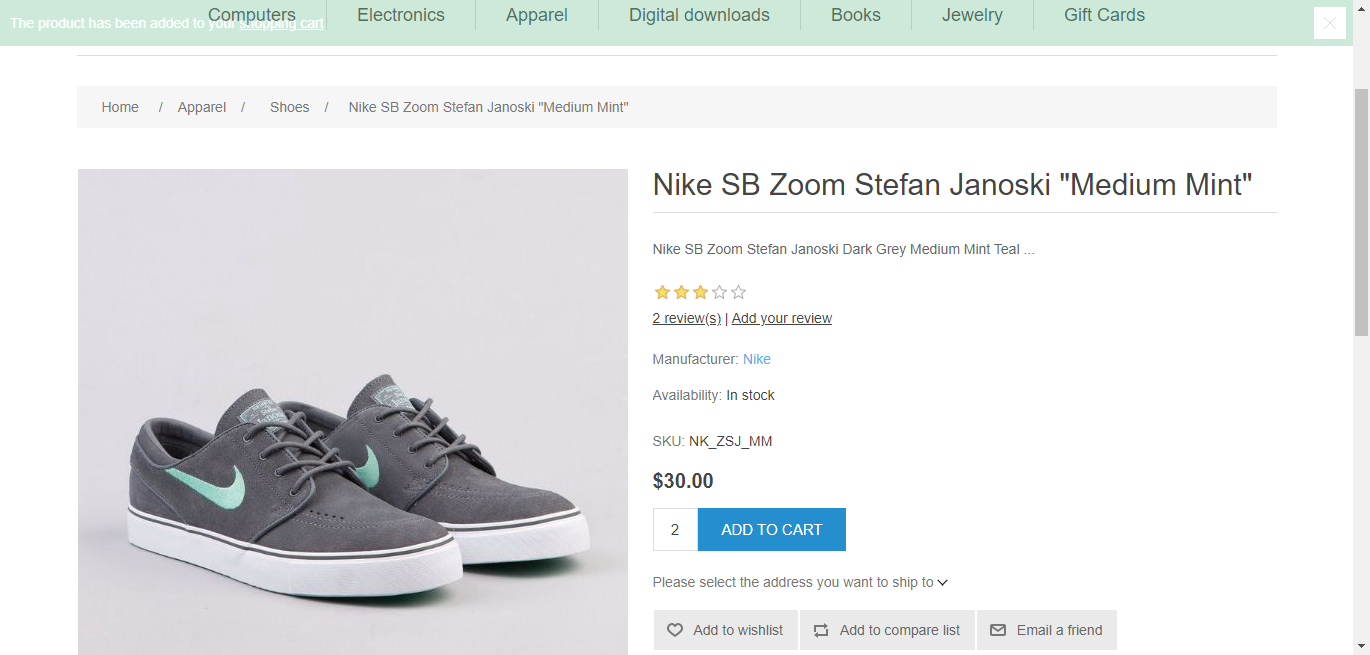 Computers Electronics Apparel Digital downloads Books Jewelry Gift Cards
The product has been added to your shopping cart
Home / Apparel / Shoes / Nike SB Zoom Stefan Janoski "Medium Mint"
Nike SB Zoom Stefan Janoski "Medium Mint"
Nike SB Zoom Stefan Janoski Dark Grey Medium Mint Teal ...
2 review(s) | Add your review
Manufacturer: Nike
Availability: In stock
SKU: NK_ZSJ_MM
$30.00
2 ADD TO CART
Please select the address you want to ship to
Add to wishlist Add to compare list Email a friend